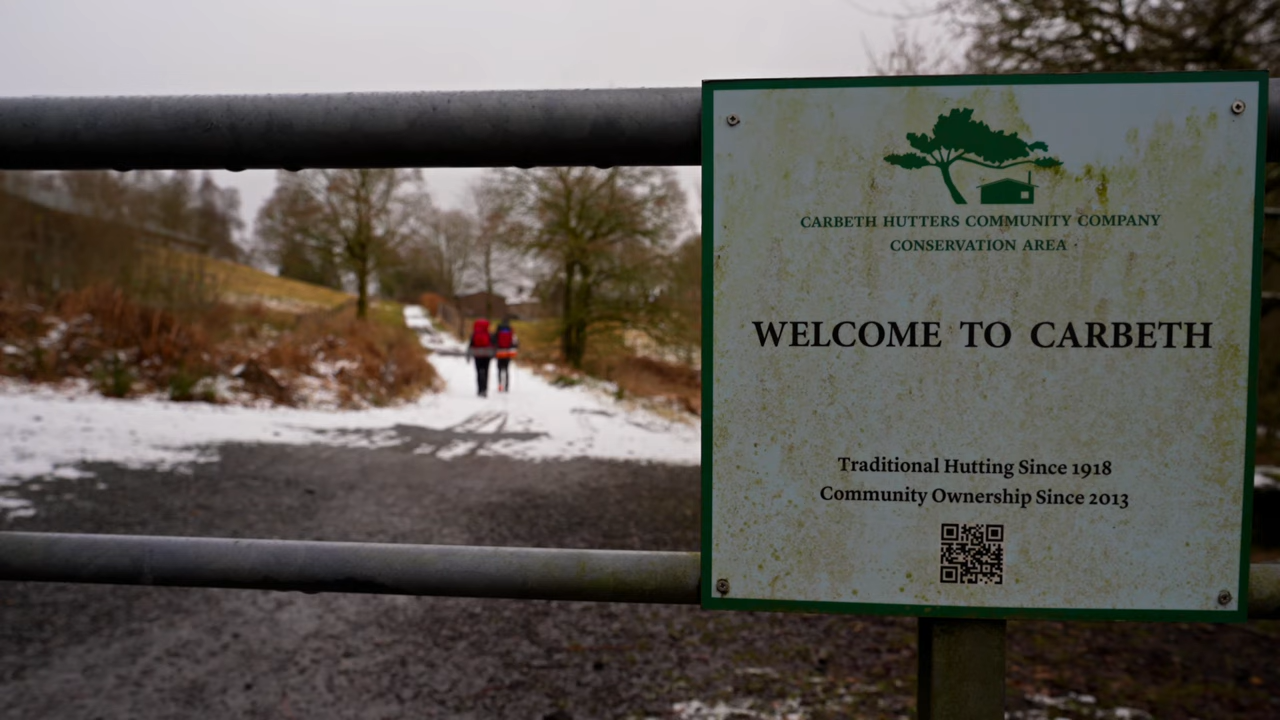 CARBETH HUTTERS COMMUNITY COMPANY
CONSERVATION AREA
WELCOME TO CARBETH
Traditional Hutting Since 1918
Community Ownership Since 2013